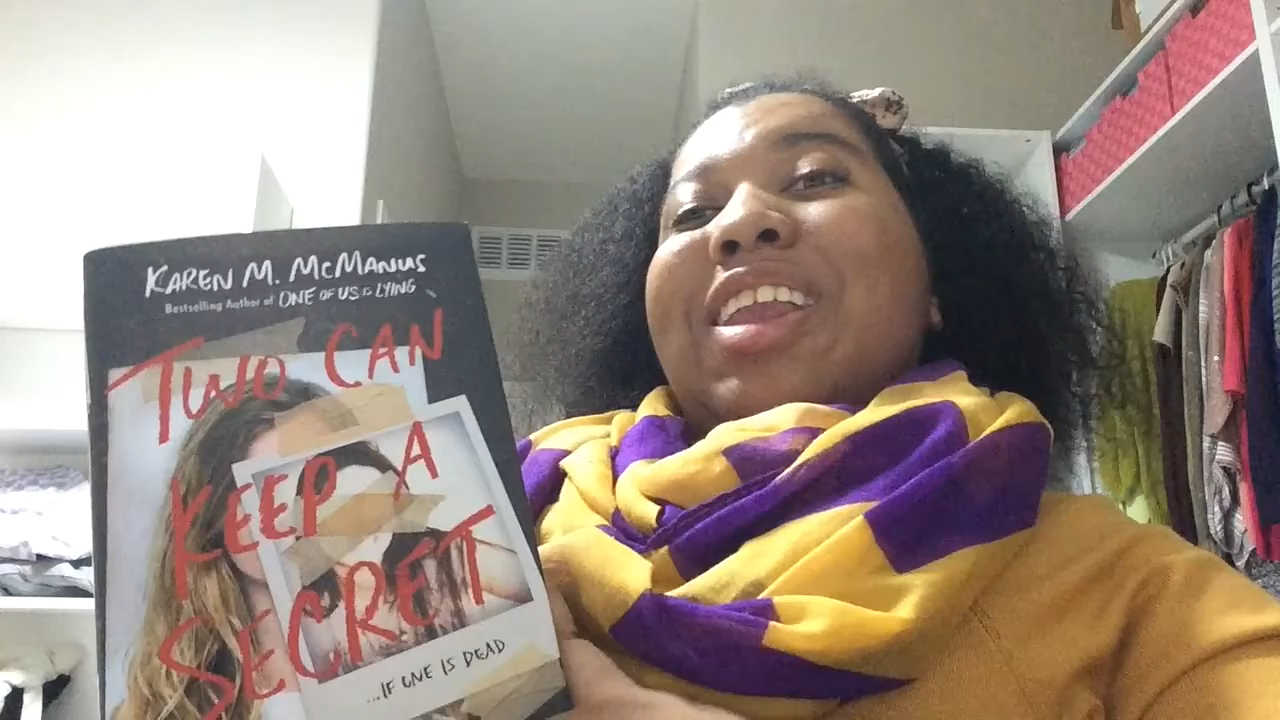 KAREN M. MCMANUS
Bestselling Author of ONE OF US IS LYING
TWO CAN
KEEP A
SECRET
...IF ONE IS DEAD